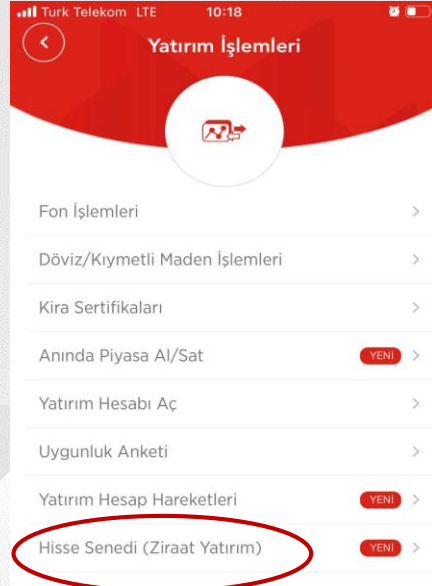 Turk Telekom LTE 10:18
Yatırım İşlemleri
Fon İşlemleri
Döviz/Kıymetli Maden İşlemleri
Kira Sertifikaları
Anında Piyasa Al/Sat YENİ
Yatırım Hesabı Aç
Uygunluk Anketi
Yatırım Hesap Hareketleri YENİ
Hisse Senedi (Ziraat Yatırım) YENİ